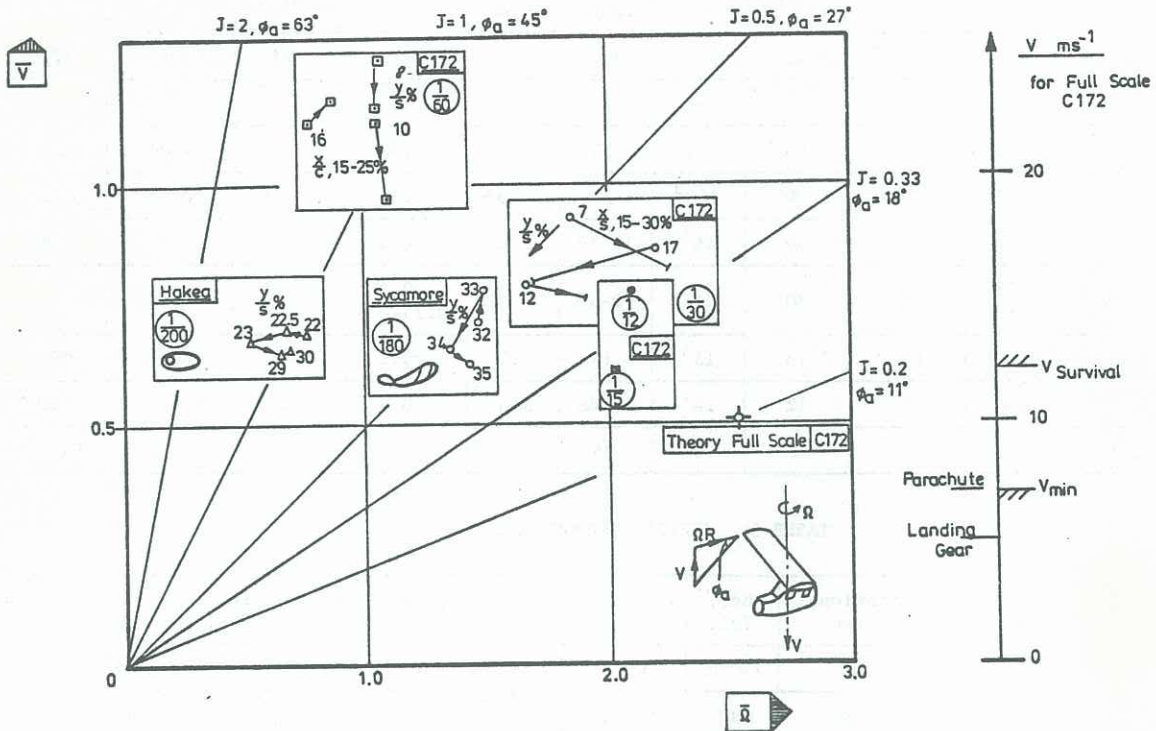 J=2, ϕa=63°
J=1, ϕa=45°
J=0.5, ϕa=27°
V̄
V ms⁻¹
for Full Scale
C172
C172
8
y/s %
1/60
10
16
x/c, 15-25%
20
1.0
J=0.33
ϕa=18°
C172
7
x/s, 15-30%
y/s %
17
12
1/30
1/12
C172
1/15
Hakea
y/s %
1/200
22.5
22
23
30
29
Sycamore
33
y/s %
1/180
32
34
35
J=0.2
ϕa=11°
V Survival
10
0.5
Theory Full Scale C172
Parachute
Vmin
Landing
Gear
Ω
ΩR
V
ϕa
V
0
0
1.0
2.0
3.0
Ω̄